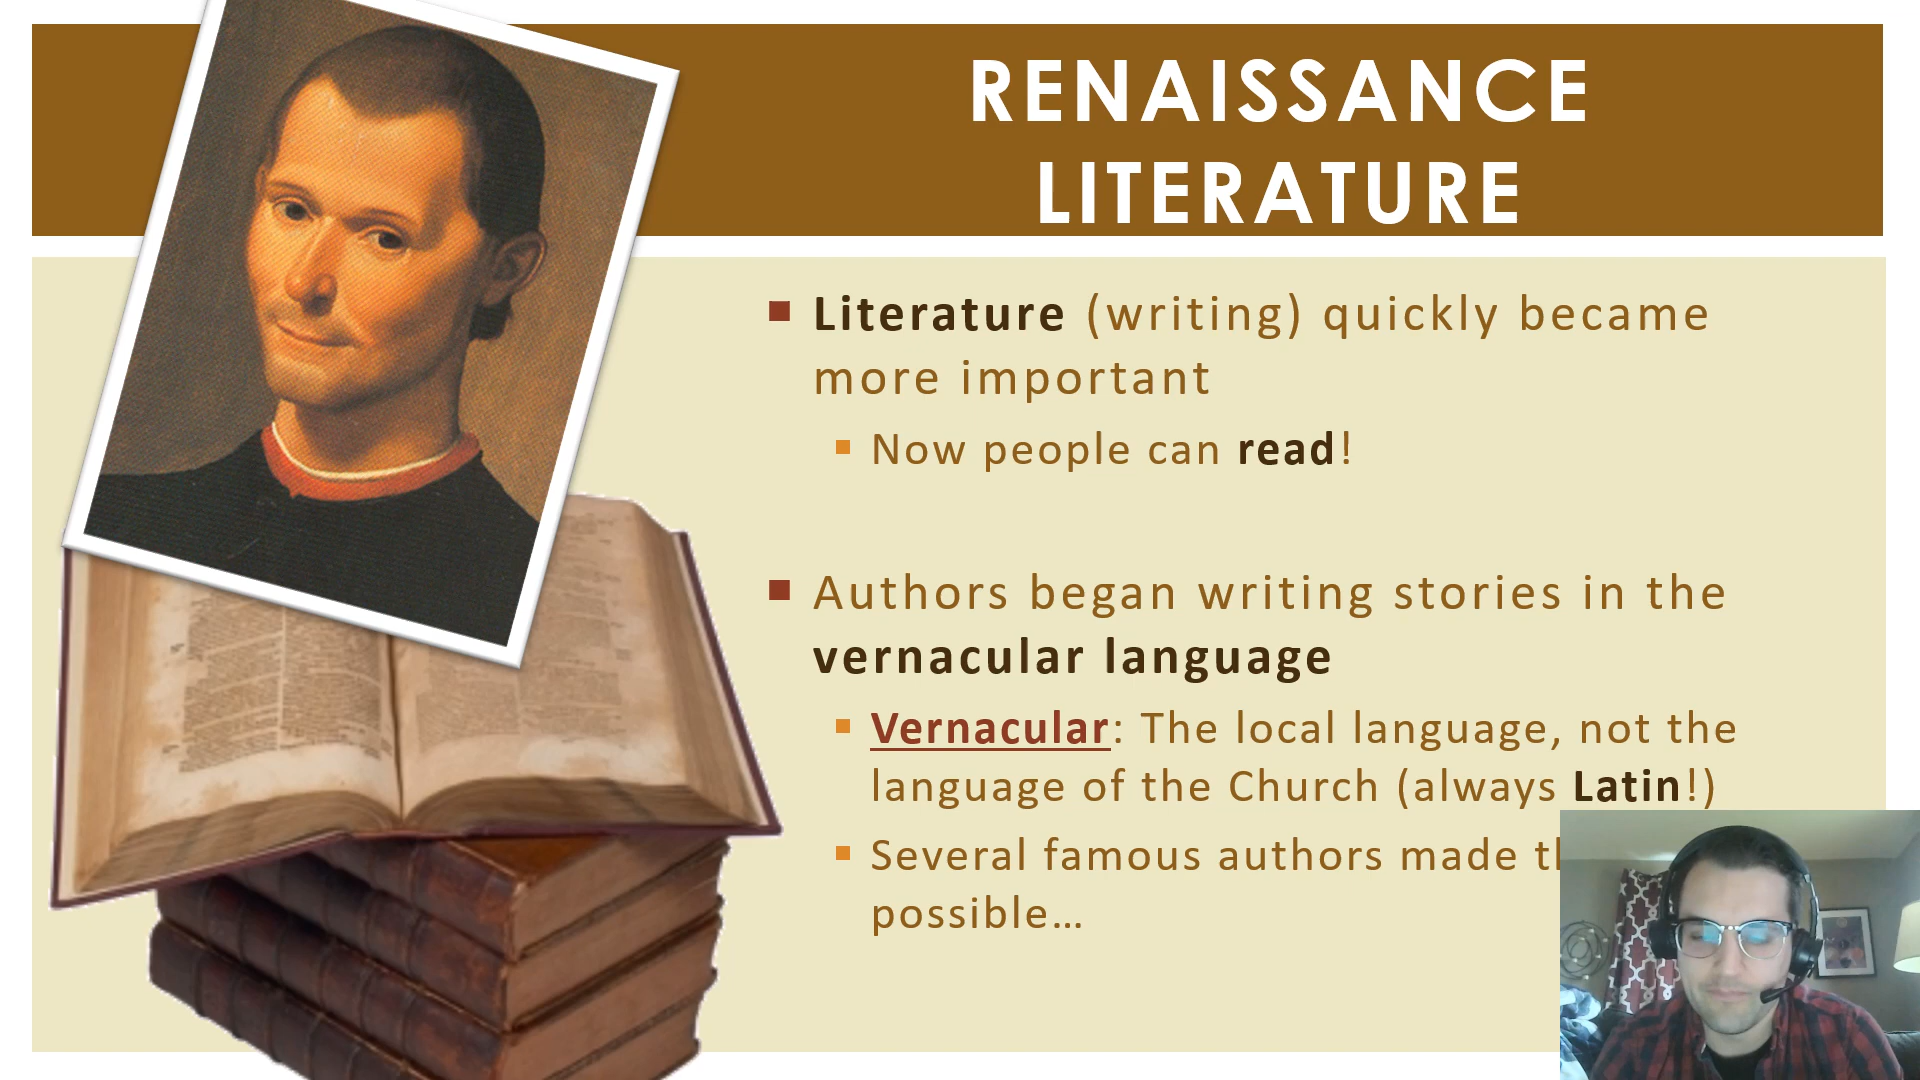 RENAISSANCE
LITERATURE
Literature (writing) quickly became
more important
Now people can read!
Authors began writing stories in the
vernacular language
Vernacular: The local language, not the
language of the Church (always Latin!)
Several famous authors made
possible…